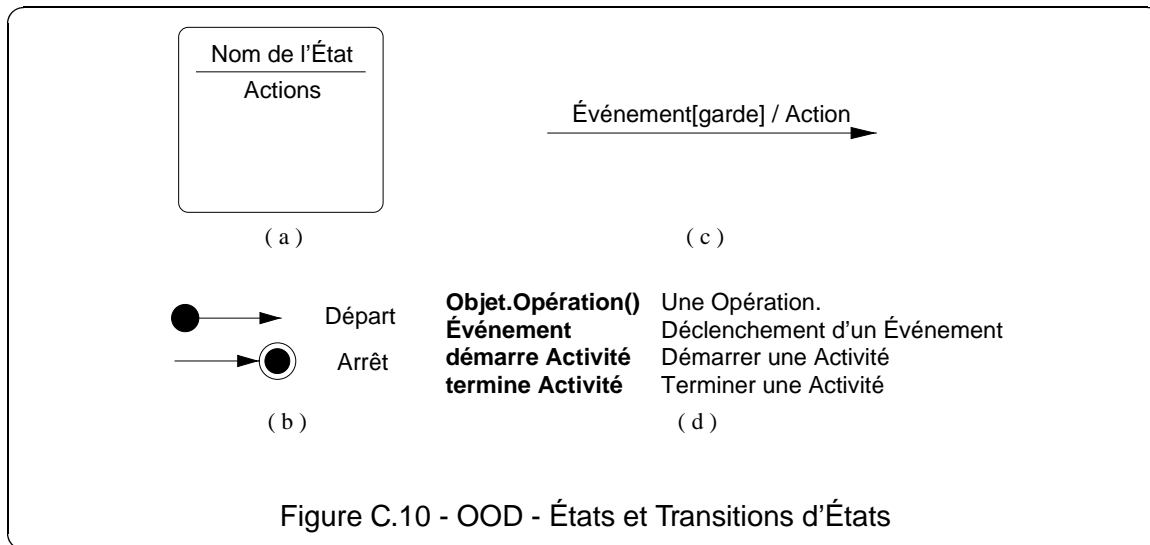 Nom de l'État
Actions
( a )
Événement[garde] / Action
( c )
Départ
Arrêt
( b )
Objet.Opération() Une Opération.
Événement Déclenchement d'un Événement
démarre Activité Démarrer une Activité
termine Activité Terminer une Activité
( d )
Figure C.10 - OOD - États et Transitions d'États